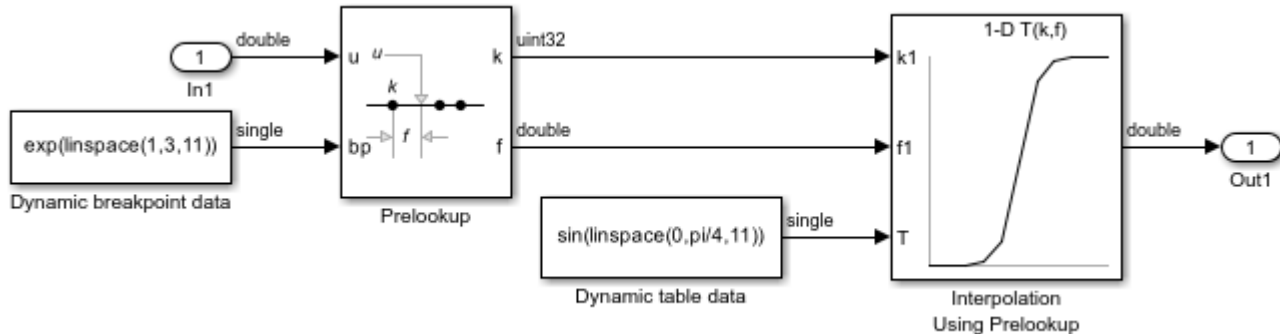 1-D T(k,f)
double
uint32
1
u
u
k
k1
In1
k
exp(linspace(1,3,11))
single
bp
f
f
double
f1
double
1
Out1
Dynamic breakpoint data
Prelookup
sin(linspace(0,pi/4,11))
single
T
Dynamic table data
Interpolation
Using Prelookup